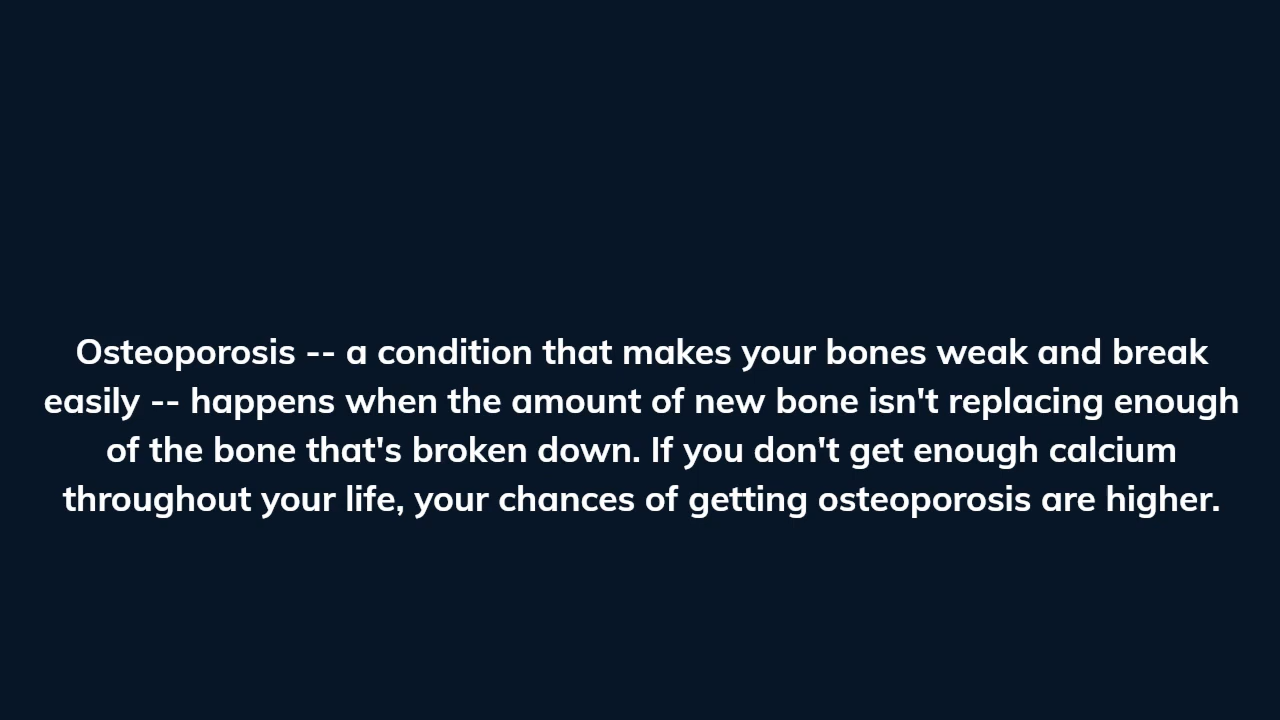 Osteoporosis -- a condition that makes your bones weak and break
easily -- happens when the amount of new bone isn't replacing enough
of the bone that's broken down. If you don't get enough calcium
throughout your life, your chances of getting osteoporosis are higher.